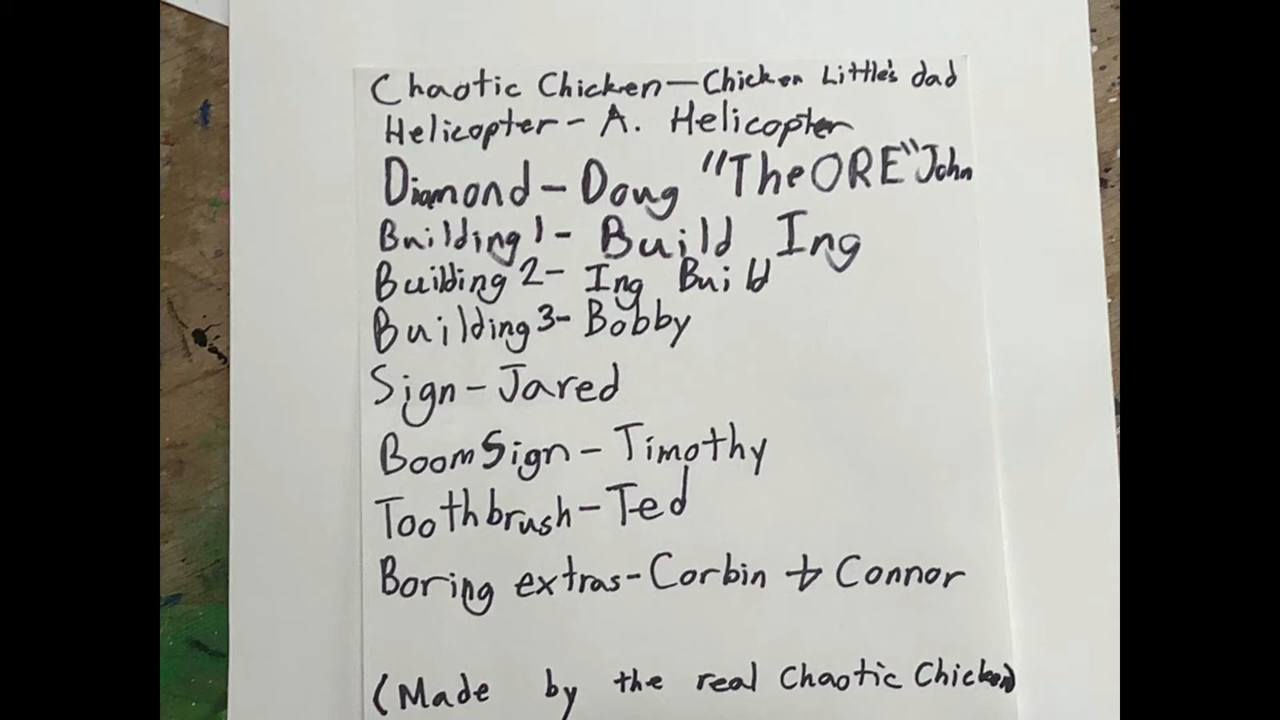 Chaotic Chicken—Chicken Little's dad
Helicopter - A. Helicopter
Diamond - Doug "The ORE" John
Building 1 - Build Ing
Building 2 - Ing Build
Building 3 - Bobby
Sign - Jared
Boom Sign - Timothy
Toothbrush - Ted
Boring extras - Corbin + Connor
(Made by the real Chaotic Chicken)